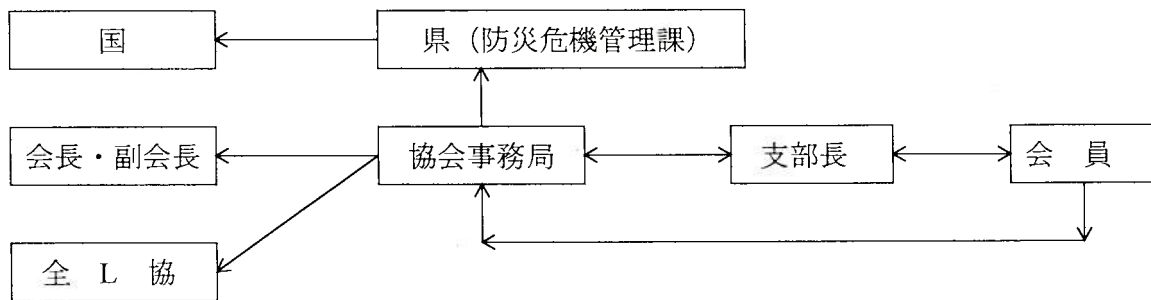 国
県（防災危機管理課）
会長・副会長
協会事務局
支部長
会　員
全　L　協